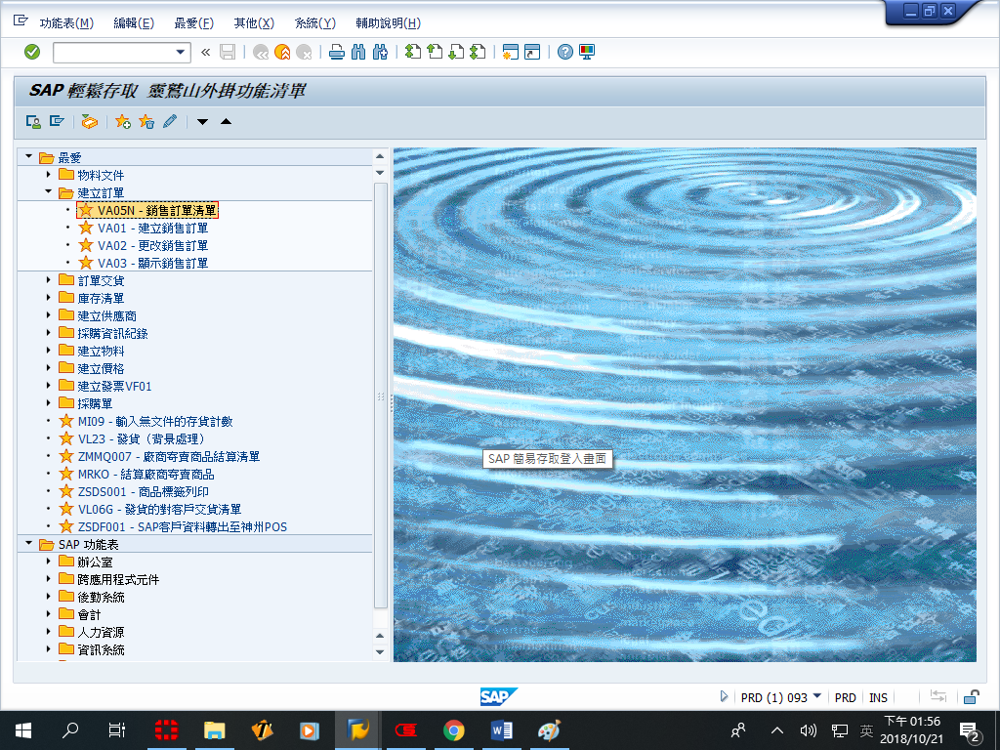 功能表(M) 編輯(E) 最愛(F) 其他(X) 系統(Y) 輔助說明(H)
SAP 輕鬆存取 靈鷲山外掛功能清單
最愛
物料文件
建立訂單
VA05N - 銷售訂單清單
VA01 - 建立銷售訂單
VA02 - 更改銷售訂單
VA03 - 顯示銷售訂單
訂單交貨
庫存清單
建立供應商
採購資訊紀錄
建立物料
建立價格
建立發票VF01
採購單
MI09 - 輸入無文件的存貨計數
VL23 - 發貨（背景處理）
ZMMQ007 - 廠商寄賣商品結算清單
MRKO - 結算廠商寄賣商品
ZSDS001 - 商品標籤列印
VL06G - 發貨的對客戶交貨清單
ZSDF001 - SAP客戶資料轉出至神州POS
SAP 功能表
辦公室
跨應用程式元件
後勤系統
會計
人力資源
資訊系統
SAP 簡易存取登入畫面
SAP
PRD (1) 093 PRD INS
英
下午 01:56
2018/10/21
2